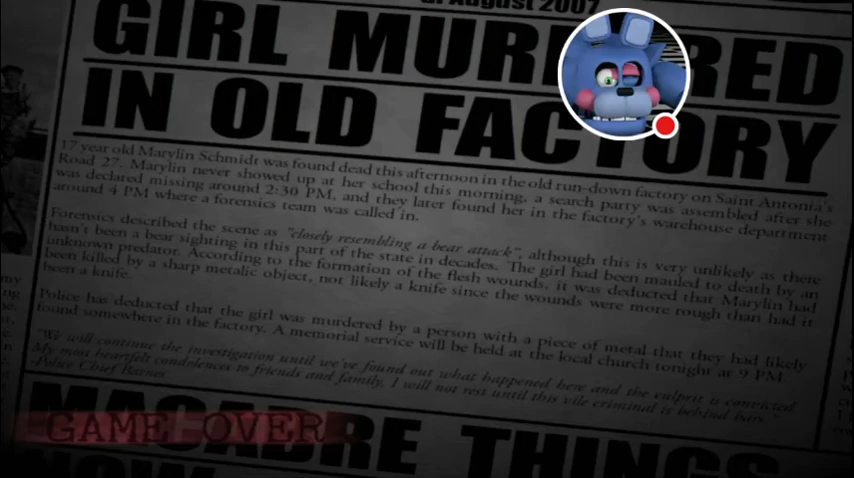 August 2007
GIRL MUR RED
IN OLD FACTORY
17 year old Marylin Schmidt was found dead this afternoon in the old run-down factory on Saint Antonia's
Road 27. Marylin never showed up at her school this morning, a search party was assembled after she
was declared missing around 2:30 PM, and they later found her in the factory's warehouse department
around 4 PM where a forensics team was called in.
Forensics described the scene as "closely resembling a bear attack", although this is very unlikely as there
hasn't been a bear sighting in this part of the state in decades. The girl had been mauled to death by an
unknown predator. According to the formation of the flesh wounds, it was deducted that Marylin had
been killed by a sharp metalic object, not likely a knife since the wounds were more rough than had it
been a knife.
Police has deducted that the girl was murdered by a person with a piece of metal that they had likely
found somewhere in the factory. A memorial service will be held at the local church tonight at 9 PM
"We will continue the investigation until we've found out what happened here and the culprit is convicted
My most heartfelt condolences to friends and family, I will not rest until this vile criminal is behind bars."
-Police Chief Barnes
MACABRE THINGS
GAME OVER
NOW